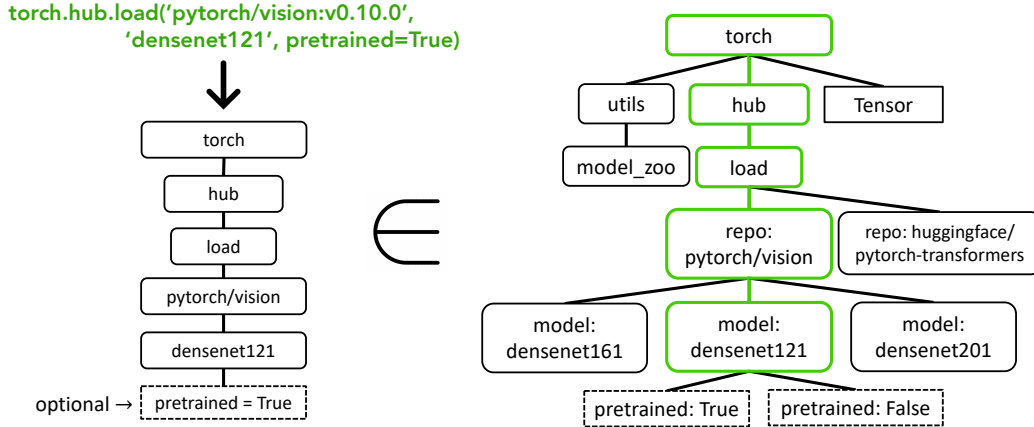 torch.hub.load(‘pytorch/vision:v0.10.0’,
‘densenet121’, pretrained=True)
torch
hub
load
pytorch/vision
densenet121
optional → pretrained = True
∈
torch
utils
hub
Tensor
model_zoo
load
repo:
pytorch/vision
repo: huggingface/
pytorch-transformers
model:
densenet161
model:
densenet121
model:
densenet201
pretrained: True
pretrained: False